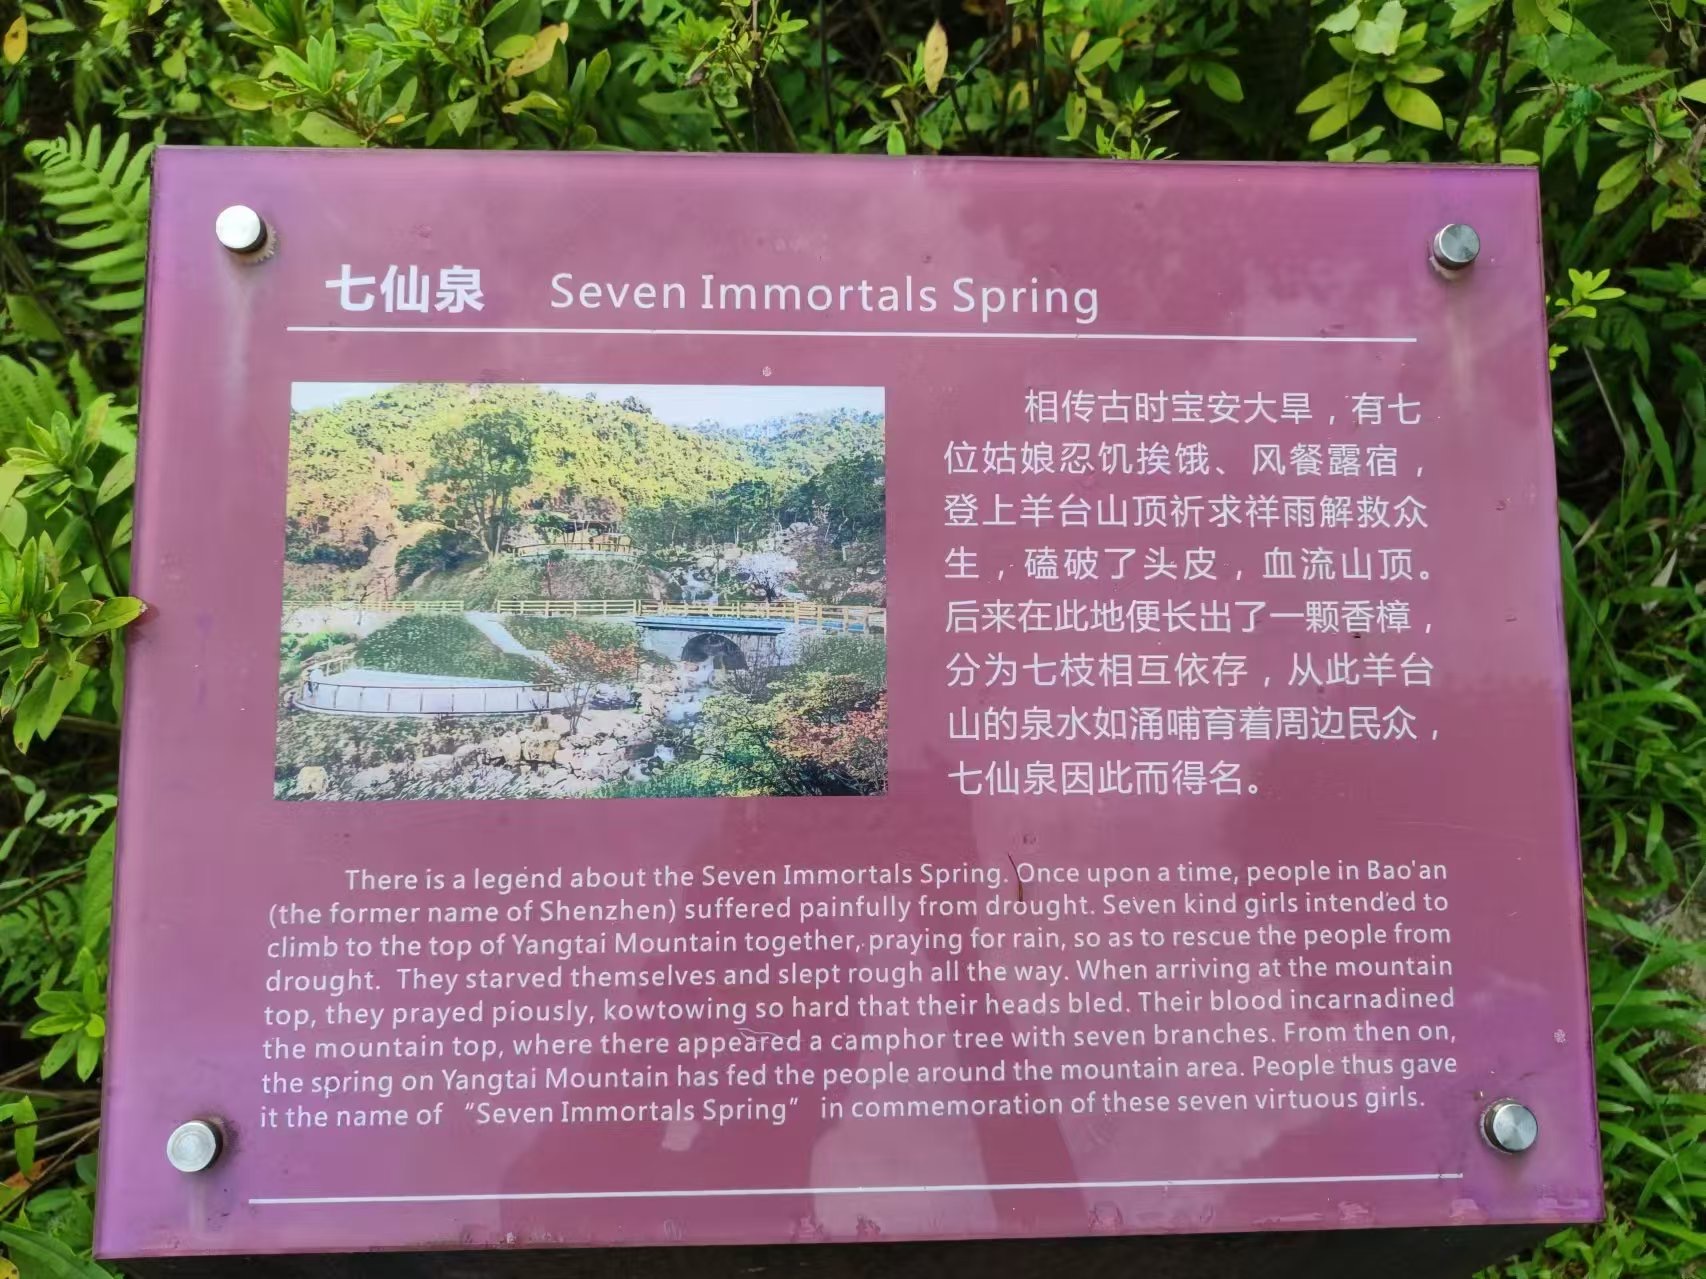 七仙泉 Seven Immortals Spring
相传古时宝安大旱，有七
位姑娘忍饥挨饿、风餐露宿，
登上羊台山顶祈求祥雨解救众
生，磕破了头皮，血流山顶。
后来在此地便长出了一颗香樟，
分为七枝相互依存，从此羊台
山的泉水如涌哺育着周边民众，
七仙泉因此而得名。
There is a legend about the Seven Immortals Spring. Once upon a time, people in Bao'an
(the former name of Shenzhen) suffered painfully from drought. Seven kind girls intended to
climb to the top of Yangtai Mountain together, praying for rain, so as to rescue the people from
drought. They starved themselves and slept rough all the way. When arriving at the mountain
top, they prayed piously, kowtowing so hard that their heads bled. Their blood incarnadined
the mountain top, where there appeared a camphor tree with seven branches. From then on,
the spring on Yangtai Mountain has fed the people around the mountain area. People thus gave
it the name of “Seven Immortals Spring” in commemoration of these seven virtuous girls.